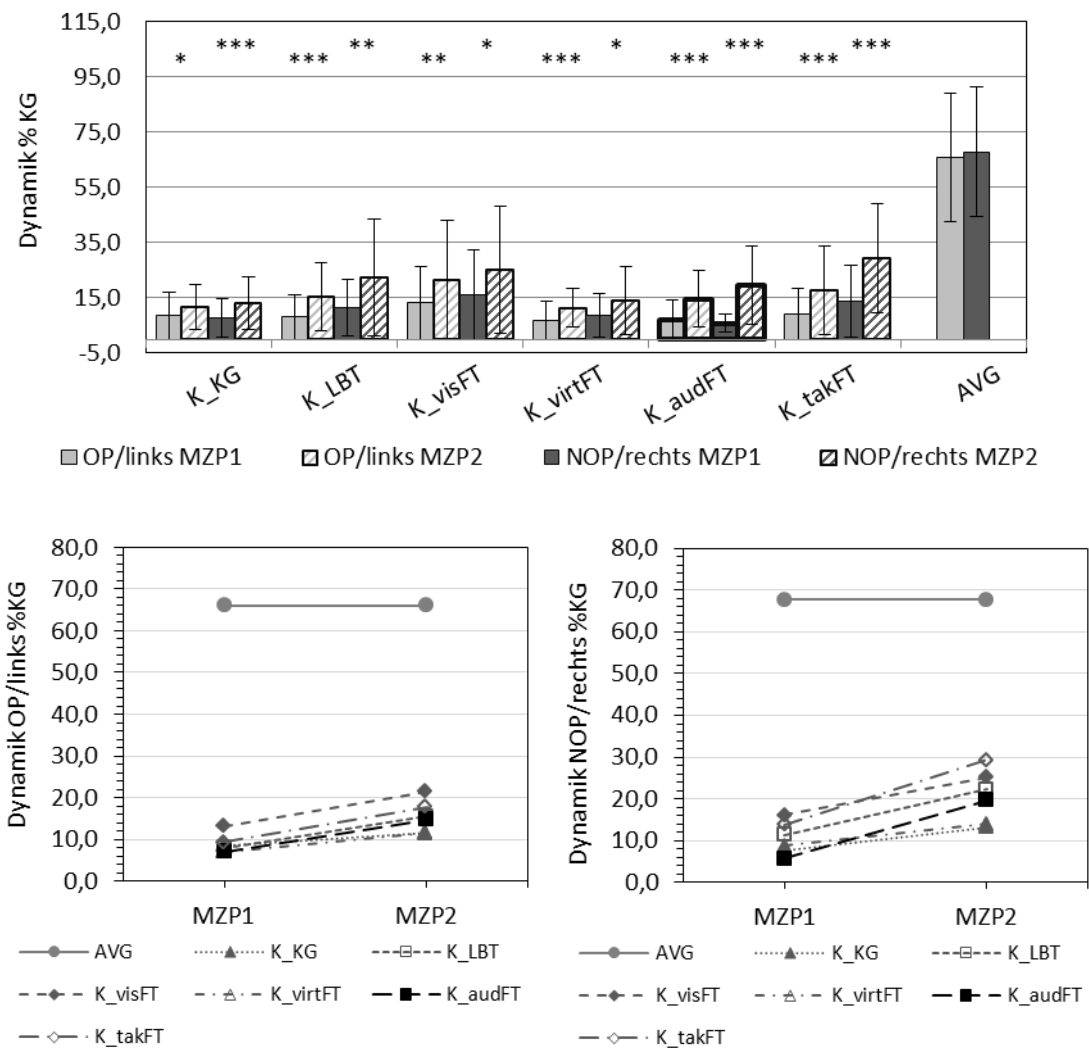 Dynamik % KG
115,0
95,0
75,0
55,0
35,0
15,0
-5,0
* *** *** ** ** * *** * *** *** *** ***
K_KG K_LBT K_visFT K_virtFT K_audFT K_takFT AVG
OP/links MZP1 OP/links MZP2 NOP/rechts MZP1 NOP/rechts MZP2
Dynamik OP/links %KG
80,0
70,0
60,0
50,0
40,0
30,0
20,0
10,0
0,0
MZP1 MZP2
AVG K_KG K_LBT
K_visFT K_virtFT K_audFT
K_takFT
Dynamik NOP/rechts %KG
80,0
70,0
60,0
50,0
40,0
30,0
20,0
10,0
0,0
MZP1 MZP2
AVG K_KG K_LBT
K_visFT K_virtFT K_audFT
K_takFT